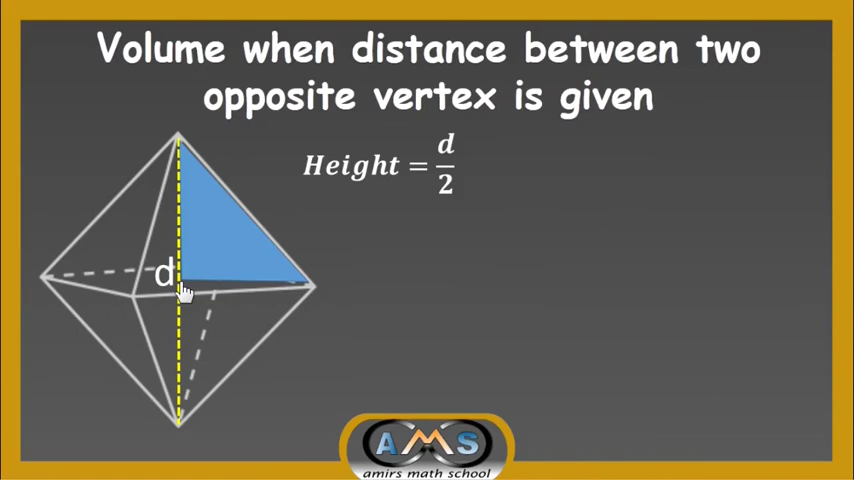 Volume when distance between two
opposite vertex is given
Height = d/2
d
AMS
amirs math school